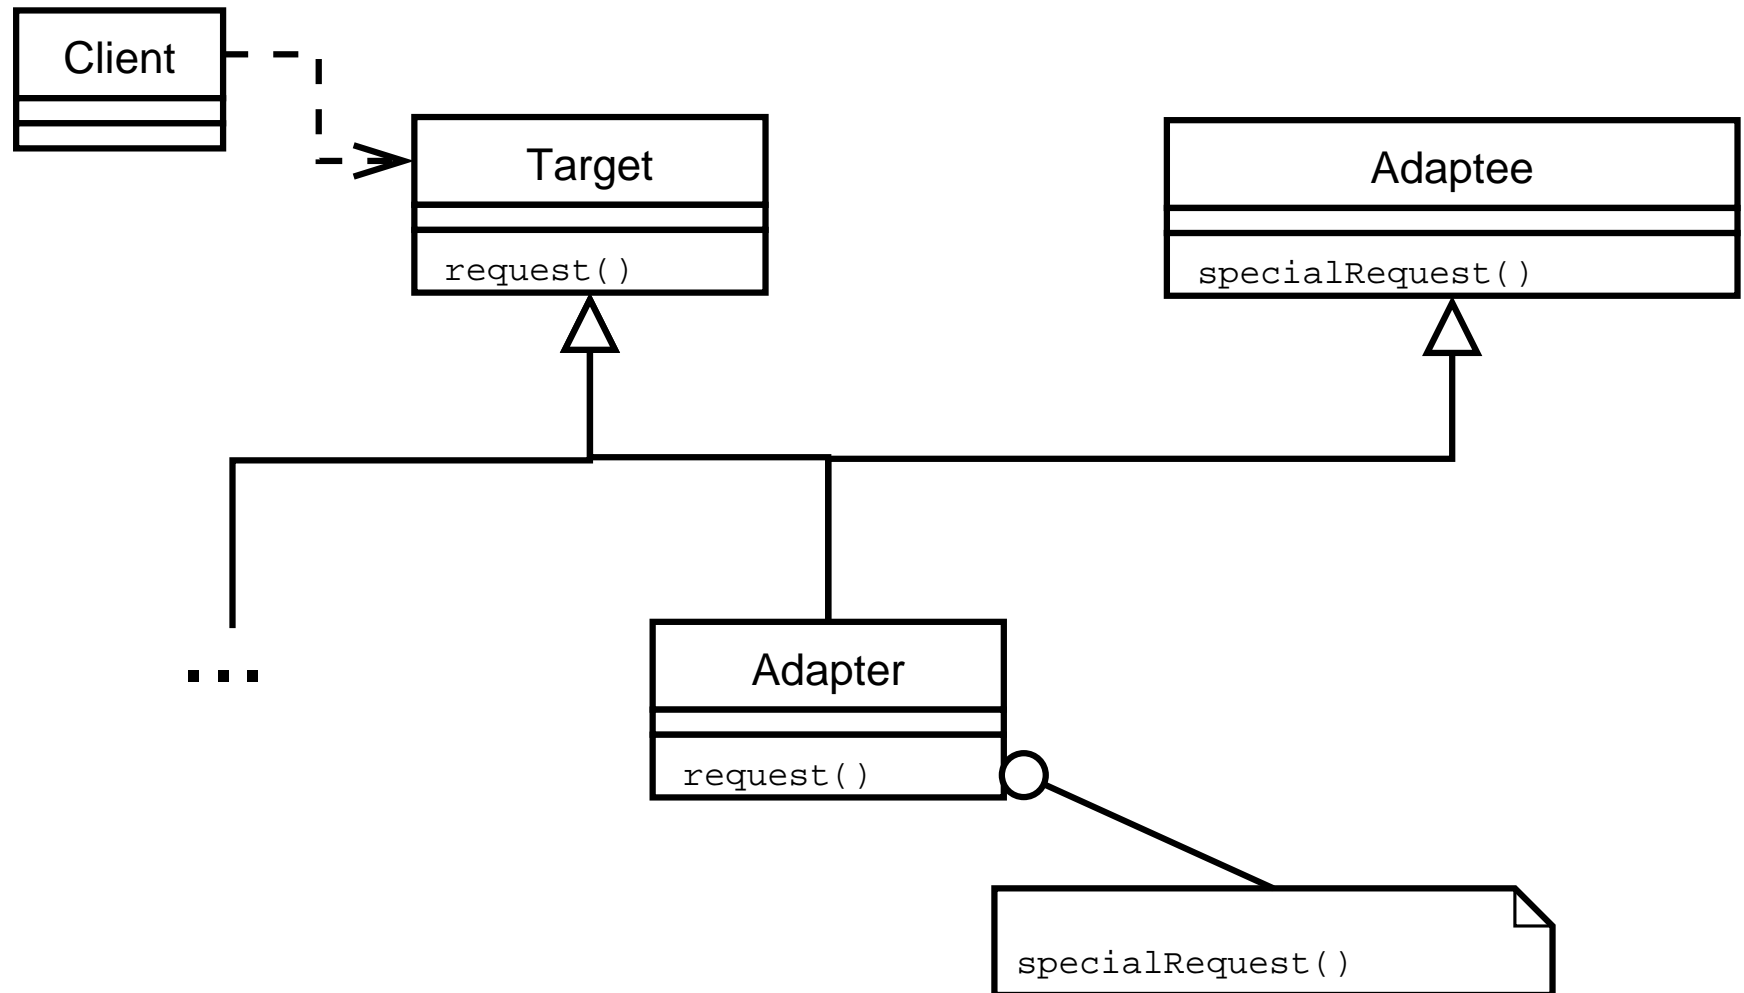 Client
Target
request()
Adaptee
specialRequest()
...
Adapter
request()
specialRequest()